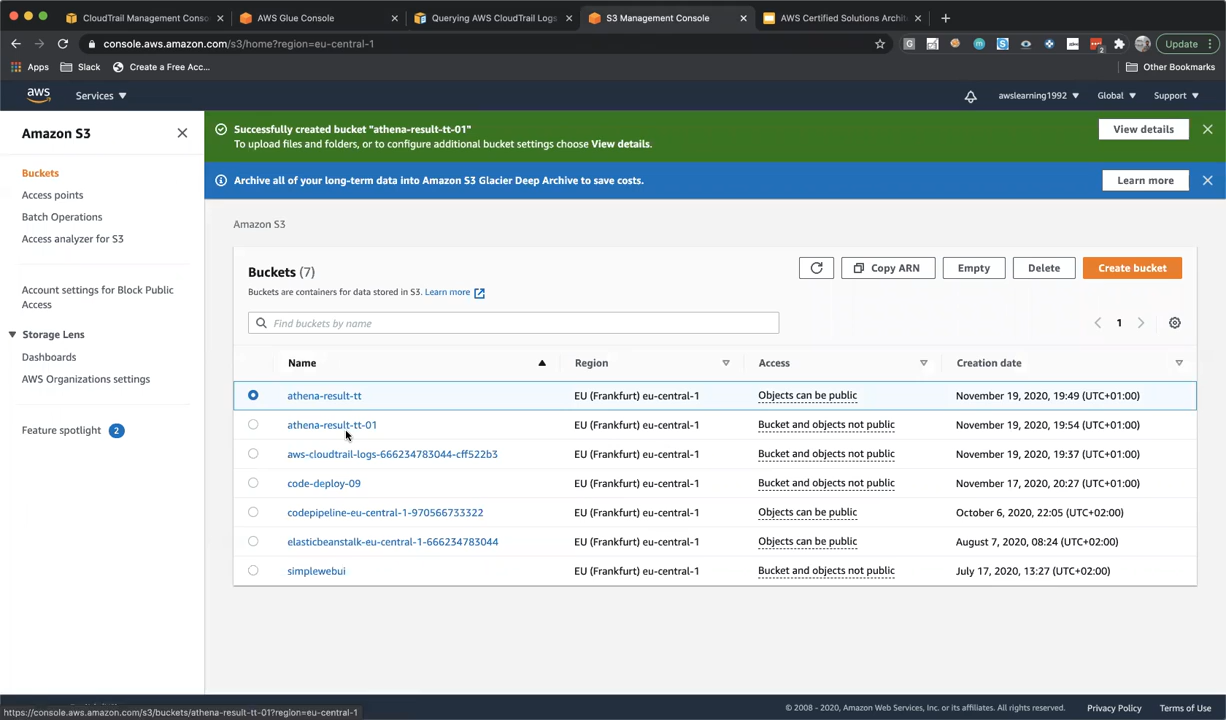 CloudTrail Management Conso
AWS Glue Console
Querying AWS CloudTrail Logs
S3 Management Console
AWS Certified Solutions Archit
console.aws.amazon.com/s3/home?region=eu-central-1
Update
Apps
Slack
Create a Free Acc...
Other Bookmarks
aws
Services
awslearning1992
Global
Support
Amazon S3
Buckets
Access points
Batch Operations
Access analyzer for S3
Account settings for Block Public
Access
Storage Lens
Dashboards
AWS Organizations settings
Feature spotlight 2
Successfully created bucket "athena-result-tt-01"
To upload files and folders, or to configure additional bucket settings choose View details.
View details
Archive all of your long-term data into Amazon S3 Glacier Deep Archive to save costs.
Learn more
Amazon S3
Buckets (7)
Buckets are containers for data stored in S3. Learn more
Copy ARN
Empty
Delete
Create bucket
Find buckets by name
1
Name Region Access Creation date
athena-result-tt EU (Frankfurt) eu-central-1 Objects can be public November 19, 2020, 19:49 (UTC+01:00)
athena-result-tt-01 EU (Frankfurt) eu-central-1 Bucket and objects not public November 19, 2020, 19:54 (UTC+01:00)
aws-cloudtrail-logs-666234783044-cff522b3 EU (Frankfurt) eu-central-1 Bucket and objects not public November 19, 2020, 19:37 (UTC+01:00)
code-deploy-09 EU (Frankfurt) eu-central-1 Bucket and objects not public November 17, 2020, 20:27 (UTC+01:00)
codepipeline-eu-central-1-970566733322 EU (Frankfurt) eu-central-1 Objects can be public October 6, 2020, 22:05 (UTC+02:00)
elasticbeanstalk-eu-central-1-666234783044 EU (Frankfurt) eu-central-1 Objects can be public August 7, 2020, 08:24 (UTC+02:00)
simplewebui EU (Frankfurt) eu-central-1 Bucket and objects not public July 17, 2020, 13:27 (UTC+02:00)
https://console.aws.amazon.com/s3/buckets/athena-result-tt-01?region=eu-central-1
© 2008 - 2020, Amazon Web Services, Inc. or its affiliates. All rights reserved.
Privacy Policy
Terms of Use